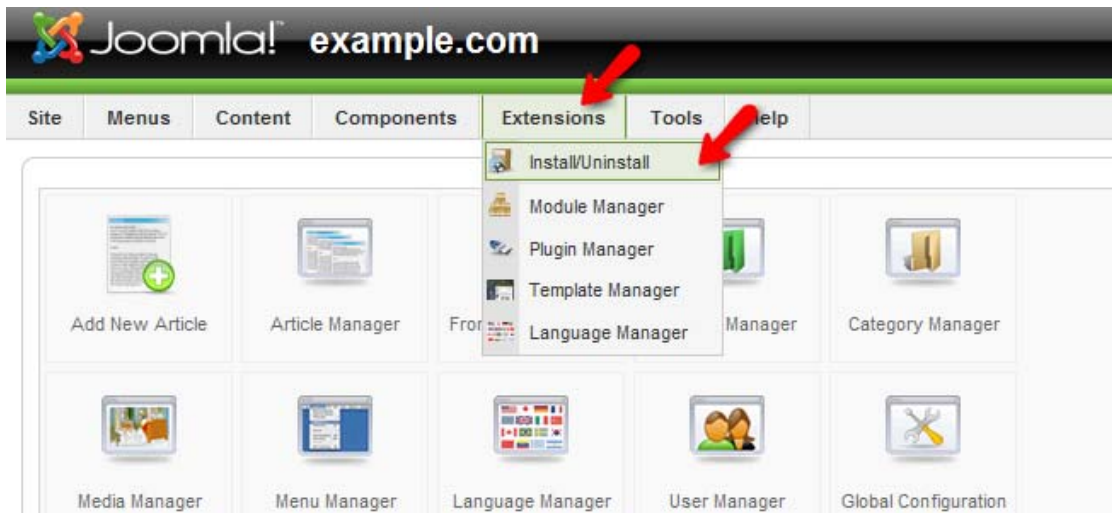 Joomla! example.com
Site Menus Content Components Extensions Tools elp
Install/Uninstall
Module Manager
Plugin Manager
Template Manager
Language Manager
Add New Article Article Manager Fron Manager Category Manager
Media Manager Menu Manager Language Manager User Manager Global Configuration